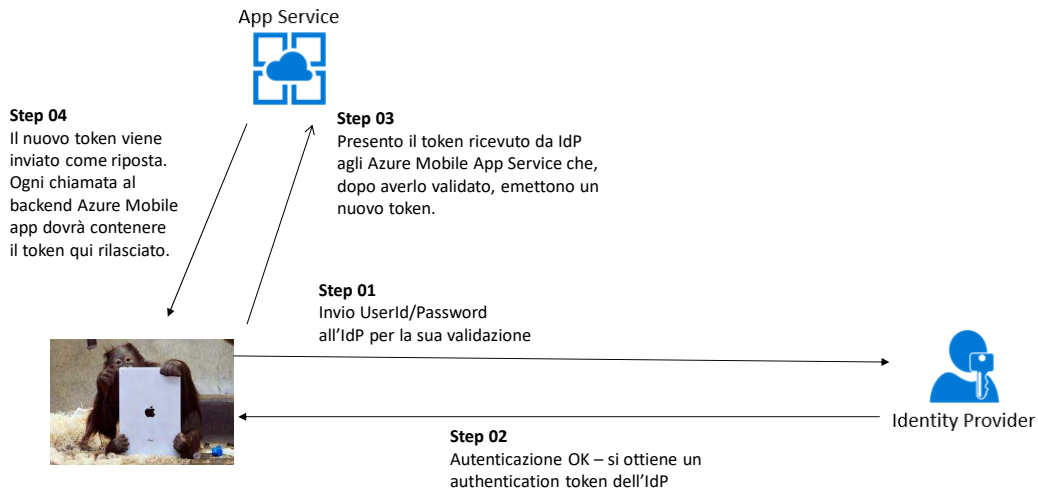 App Service
Step 04
Il nuovo token viene
inviato come riposta.
Ogni chiamata al
backend Azure Mobile
app dovrà contenere
il token qui rilasciato.
Step 03
Presento il token ricevuto da IdP
agli Azure Mobile App Service che,
dopo averlo validato, emettono un
nuovo token.
Step 01
Invio UserId/Password
all’IdP per la sua validazione
Identity Provider
Step 02
Autenticazione OK – si ottiene un
authentication token dell’IdP